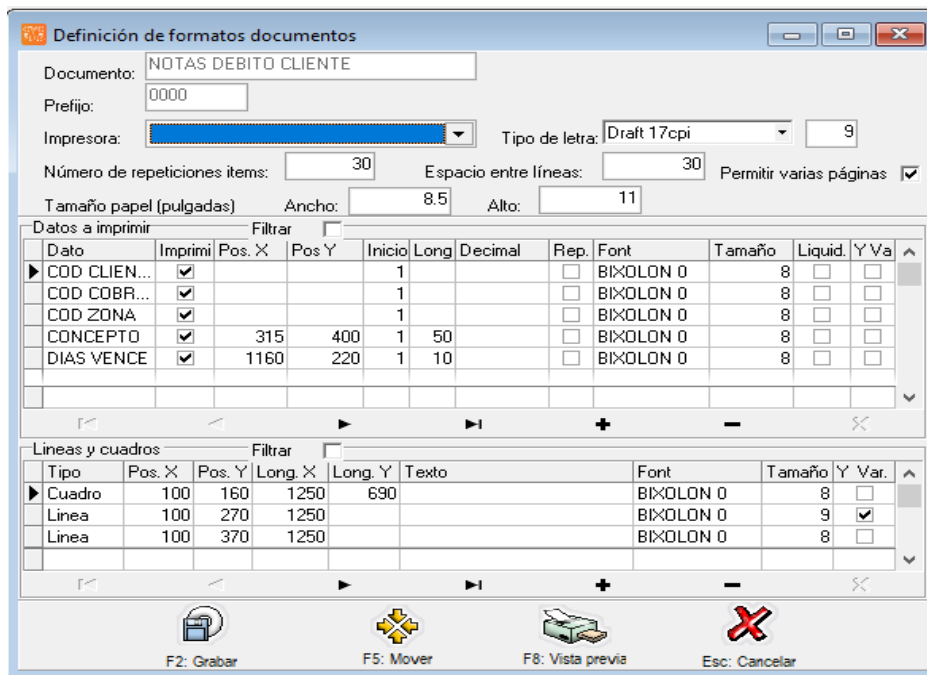 Definición de formatos documentos
Documento: NOTAS DEBITO CLIENTE
Prefijo: 0000
Impresora: Tipo de letra: Draft 17cpi 9
Número de repeticiones items: 30 Espacio entre líneas: 30 Permitir varias páginas
Tamaño papel (pulgadas) Ancho: 8.5 Alto: 11
Datos a imprimir Filtrar
Dato Imprimi Pos. X Pos Y Inicio Long Decimal Rep. Font Tamaño Liquid. Y Va
COD CLIEN... 1 BIXOLON 0 8
COD COBR... 1 BIXOLON 0 8
COD ZONA 1 BIXOLON 0 8
CONCEPTO 315 400 1 50 BIXOLON 0 8
DIAS VENCE 1160 220 1 10 BIXOLON 0 8
Lineas y cuadros Filtrar
Tipo Pos. X Pos. Y Long. X Long. Y Texto Font Tamaño Y Var.
Cuadro 100 160 1250 690 BIXOLON 0 8
Linea 100 270 1250 BIXOLON 0 9
Linea 100 370 1250 BIXOLON 0 8
F2: Grabar F5: Mover F8: Vista previa Esc: Cancelar